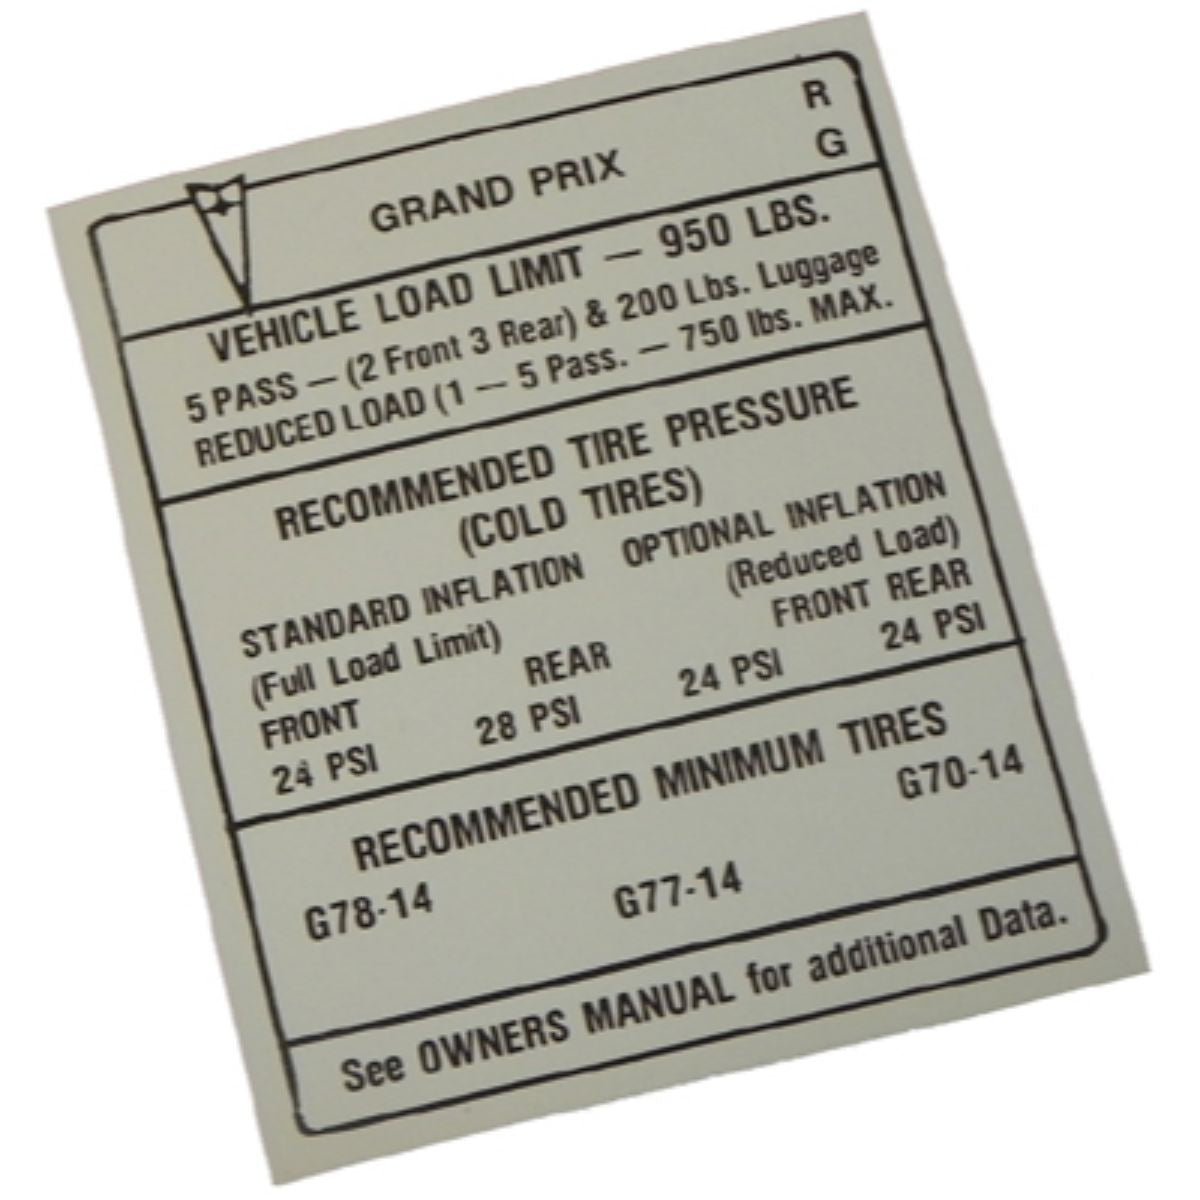 R
G
GRAND PRIX
VEHICLE LOAD LIMIT — 950 LBS.
5 PASS — (2 Front 3 Rear) & 200 Lbs. Luggage
REDUCED LOAD (1 — 5 Pass. — 750 lbs. MAX.
RECOMMENDED TIRE PRESSURE
(COLD TIRES)
STANDARD INFLATION OPTIONAL INFLATION
(Full Load Limit) (Reduced Load)
FRONT REAR FRONT REAR
24 PSI 28 PSI 24 PSI 24 PSI
RECOMMENDED MINIMUM TIRES
G78-14 G77-14 G70-14
See OWNERS MANUAL for additional Data.